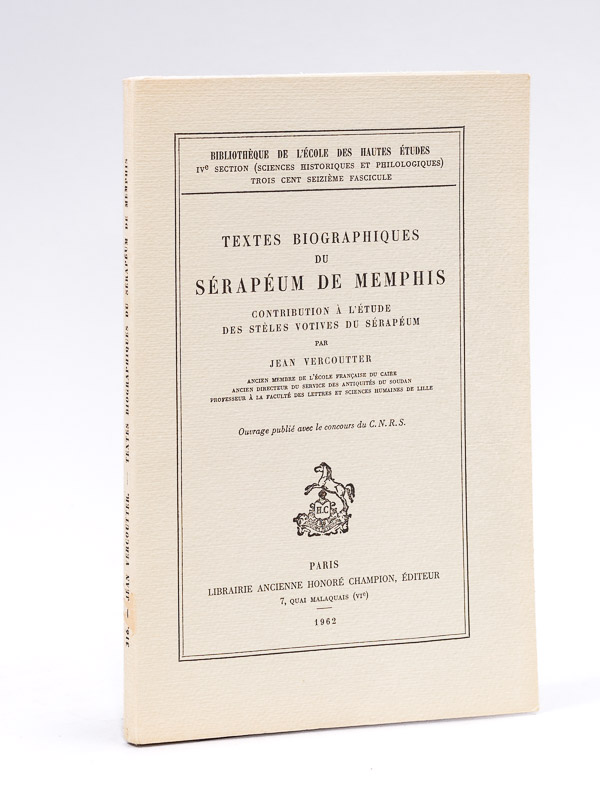 BIBLIOTHÈQUE DE L'ÉCOLE DES HAUTES ÉTUDES
IVe SECTION (SCIENCES HISTORIQUES ET PHILOLOGIQUES)
TROIS CENT SEIZIÈME FASCICULE
TEXTES BIOGRAPHIQUES
DU
SÉRAPÉUM DE MEMPHIS
CONTRIBUTION À L'ÉTUDE
DES STÈLES VOTIVES DU SÉRAPÉUM
PAR
JEAN VERCOUTTER
ANCIEN MEMBRE DE L'ÉCOLE FRANÇAISE DU CAIRE
ANCIEN DIRECTEUR DU SERVICE DES ANTIQUITÉS DU SOUDAN
PROFESSEUR À LA FACULTÉ DES LETTRES ET SCIENCES HUMAINES DE LILLE
Ouvrage publié avec le concours du C.N.R.S.
H.C
PARIS
LIBRAIRIE ANCIENNE HONORÉ CHAMPION, ÉDITEUR
7, QUAI MALAQUAIS (VIe)
1962
316. — JEAN VERCOUTTER. — TEXTES BIOGRAPHIQUES DU SÉRAPÉUM DE MEMPHIS